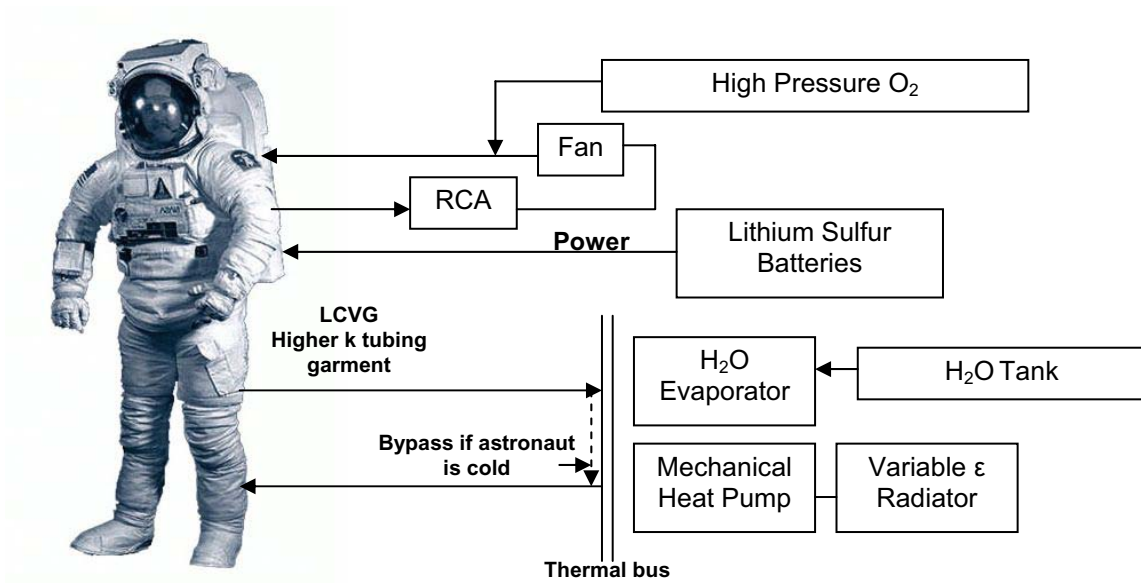 High Pressure O₂
Fan
RCA
Power
Lithium Sulfur
Batteries
LCVG
Higher k tubing
garment
H₂O
Evaporator
H₂O Tank
Bypass if astronaut
is cold
Mechanical
Heat Pump
Variable ε
Radiator
Thermal bus